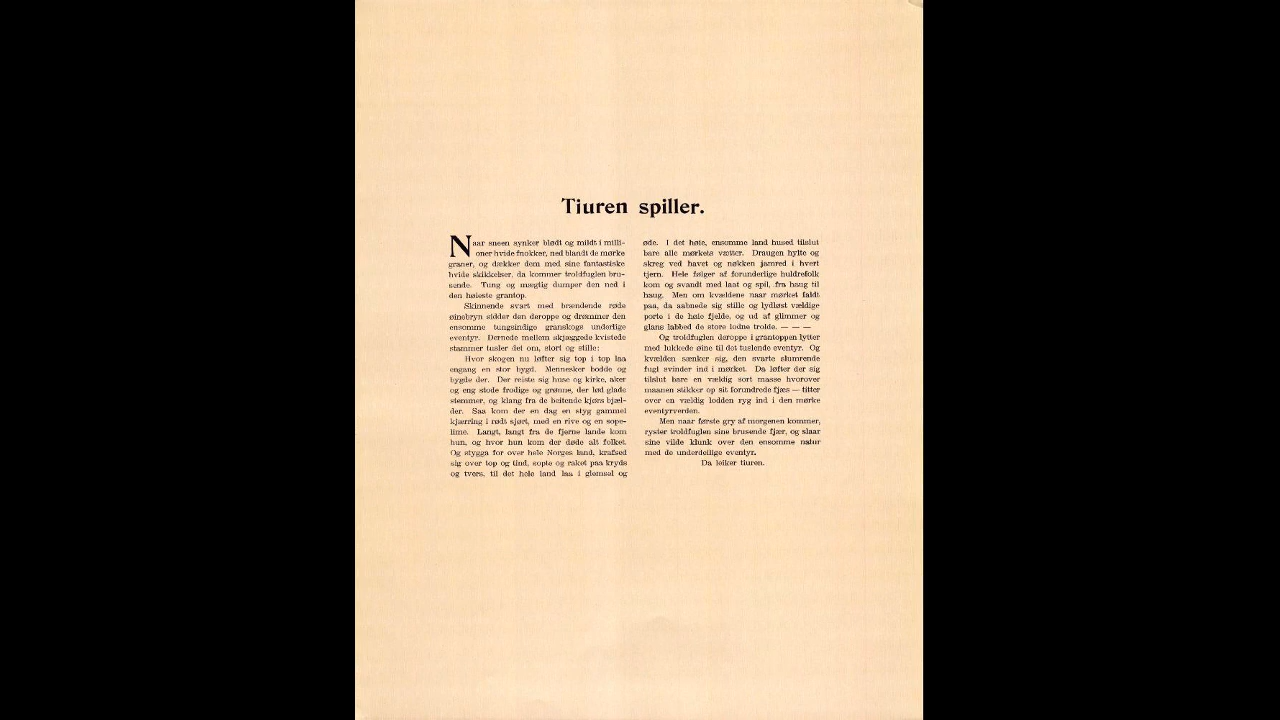 Tiuren spiller.
Naar sneen synker blødt og mildt i milli-
oner hvide fnokker, ned blandt de mørke
graner, og dækker dem med sine fantastiske
hvide skikkelser, da kommer troldfuglen bru-
sende. Tung og mægtig dumper den ned i
den høieste grantop.
Skinnende svart med brændende røde
øinebryn sidder den deroppe og drømmer den
ensomme tungsindige granskogs underlige
eventyr. Dernede mellem skjæggede kvistede
stammer tusler det om, stort og stille:
Hvor skogen nu løfter sig top i top laa
engang en stor bygd. Mennesker bodde og
bygde der. Der reiste sig huse og kirke, aker
og eng stode frodige og grønne, der lød glade
stemmer, og klang fra de beitende kjørs bjæl-
der. Saa kom der en dag en styg gammel
kjærring i rødt sjørt, med en rive og en sope-
lime. Langt, langt fra de fjerne lande kom
hun, og hvor hun kom der døde alt folket.
Og stygga for over hele Norges land, krafsed
sig over top og tind, sopte og raket paa kryds
og tvers, til det hele land laa i glemsel og
øde. I det høie, ensomme land hused tilslut
bare alle mørkets vætter. Draugen hylte og
skreg ved havet og nøkken jamred i hvert
tjern. Hele følger af forunderlige huldrefolk
kom og svandt med laat og spil, fra haug til
haug. Men om kvældene naar mørket faldt
paa, da aabnede sig stille og lydløst vældige
porte i de høie fjelde, og ud af glimmer og
glans labbed de store lodne trolde. — — —
Og troldfuglen deroppe i grantoppen lytter
med lukkede øine til det tuslende eventyr. Og
kvælden sænker sig, den svarte slumrende
fugl svinder ind i mørket. Da løfter der sig
tilslut bare en vældig sort masse hvorover
maanen stikker op sit forundrede fjæs — titter
over en vældig lodden ryg ind i den mørke
eventyrverden.
Men naar første gry af morgenen kommer,
ryster troldfuglen sine brusende fjær, og slaar
sine vilde klunk over den ensomme natur
med de underdeilige eventyr.
Da leiker tiuren.